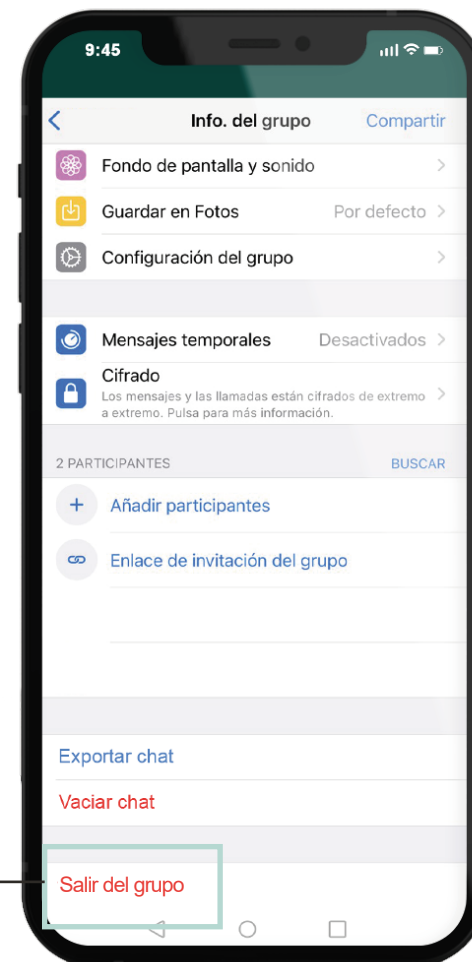 9:45
Info. del grupo Compartir
Fondo de pantalla y sonido
Guardar en Fotos Por defecto
Configuración del grupo
Mensajes temporales Desactivados
Cifrado
Los mensajes y las llamadas están cifrados de extremo
a extremo. Pulsa para más información.
2 PARTICIPANTES BUSCAR
Añadir participantes
Enlace de invitación del grupo
Exportar chat
Vaciar chat
Salir del grupo